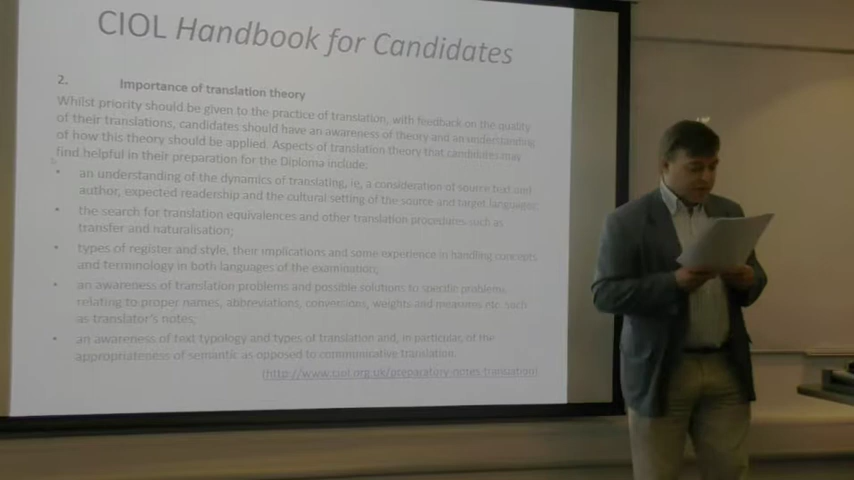 CIOL Handbook for Candidates
2. Importance of translation theory
Whilst priority should be given to the practice of translation, with feedback on the quality
of their translations, candidates should have an awareness of theory and an understanding
of how this theory should be applied. Aspects of translation theory that candidates may
find helpful in their preparation for the Diploma include:
• an understanding of the dynamics of translating, ie, a consideration of source text and
author, expected readership and the cultural setting of the source and target languages;
• the search for translation equivalences and other translation procedures such as
transfer and naturalisation;
• types of register and style, their implications and some experience in handling concepts
and terminology in both languages of the examination;
• an awareness of translation problems and possible solutions to specific problems
relating to proper names, abbreviations, conversions, weights and measures etc. such
as translator's notes;
• an awareness of text typology and types of translation and, in particular, of the
appropriateness of semantic as opposed to communicative translation.
(http://www.ciol.org.uk/preparatory-notes-translation)